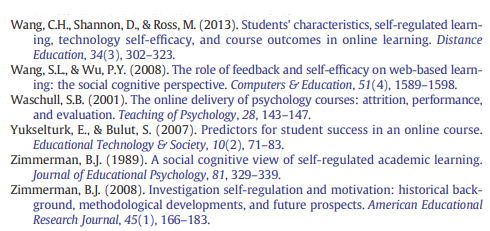 Wang, C.H., Shannon, D., & Ross, M. (2013). Students' characteristics, self-regulated learn-
ing, technology self-efficacy, and course outcomes in online learning. Distance
Education, 34(3), 302–323.
Wang, S.L., & Wu, P.Y. (2008). The role of feedback and self-efficacy on web-based learn-
ing: the social cognitive perspective. Computers & Education, 51(4), 1589–1598.
Waschull, S.B. (2001). The online delivery of psychology courses: attrition, performance,
and evaluation. Teaching of Psychology, 28, 143–147.
Yukselturk, E., & Bulut, S. (2007). Predictors for student success in an online course.
Educational Technology & Society, 10(2), 71–83.
Zimmerman, B.J. (1989). A social cognitive view of self-regulated academic learning.
Journal of Educational Psychology, 81, 329–339.
Zimmerman, B.J. (2008). Investigation self-regulation and motivation: historical back-
ground, methodological developments, and future prospects. American Educational
Research Journal, 45(1), 166–183.